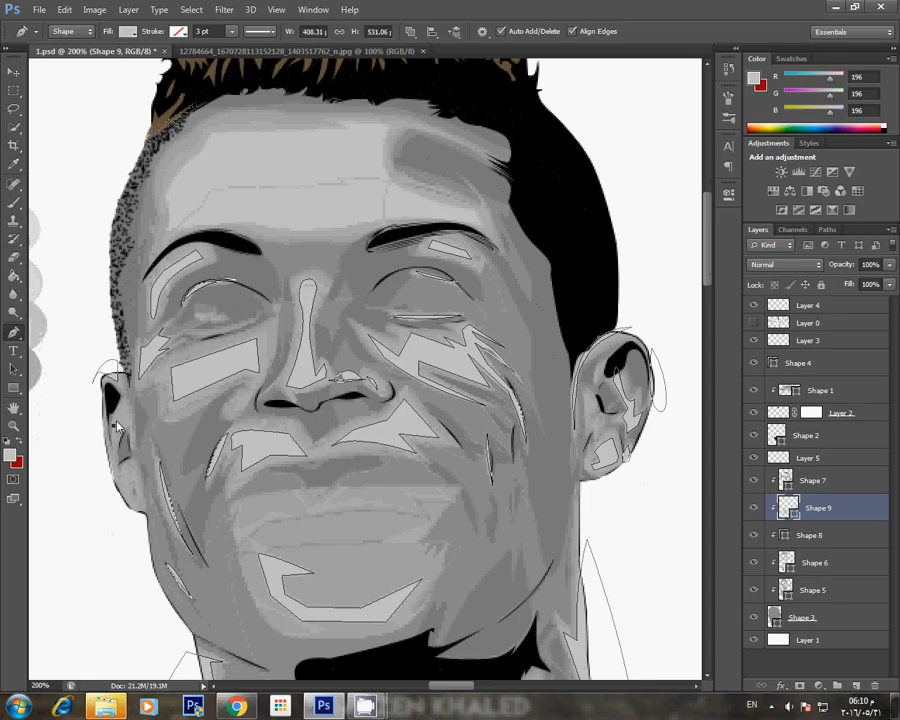 Ps File Edit Image Layer Type Select Filter 3D View Window Help
Shape Fill: Stroke: 3 pt W: 408.31 H: 531.06 Auto Add/Delete Align Edges Essentials
1.psd @ 200% (Shape 9, RGB/8) * × 12784664_1670728113152128_1403517762_n.jpg @ 100% (RGB/8) ×
Color Swatches
R 196
G 196
B 196
Adjustments Styles
Add an adjustment
Layers Channels Paths
Kind
Normal Opacity: 100%
Lock: Fill: 100%
Layer 4
Layer 0
Layer 3
Shape 4
Shape 1
Layer 2
Shape 2
Layer 5
Shape 7
Shape 9
Shape 8
Shape 6
Shape 5
Shape 3
Layer 1
200% Doc: 21.2M/19.1M
KHALED
EN
06:10 م
٢٠١٦/٠٥/٣١